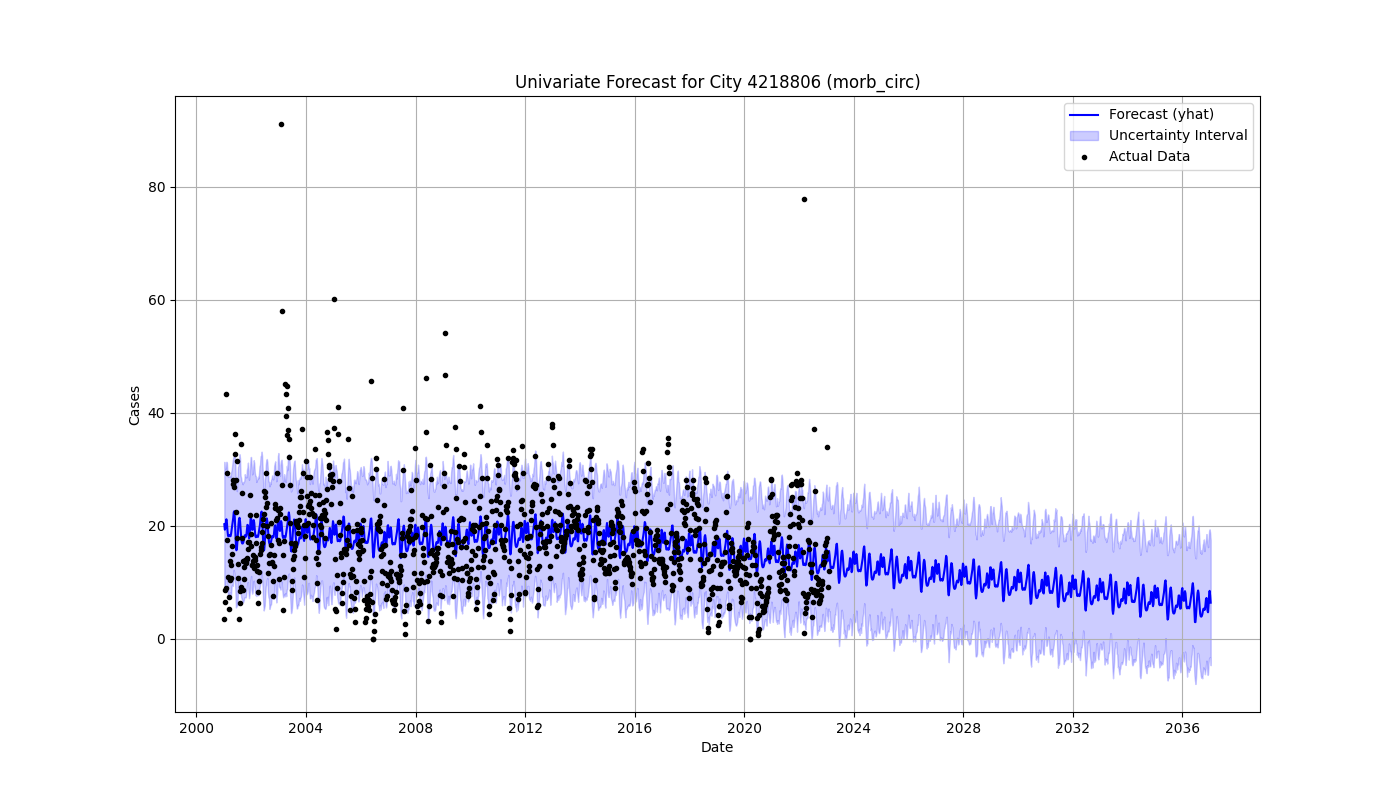 Univariate Forecast for City 4218806 (morb_circ)
Forecast (yhat)
Uncertainty Interval
Actual Data
80
60
40
20
0
Cases
2000 2004 2008 2012 2016 2020 2024 2028 2032 2036
Date